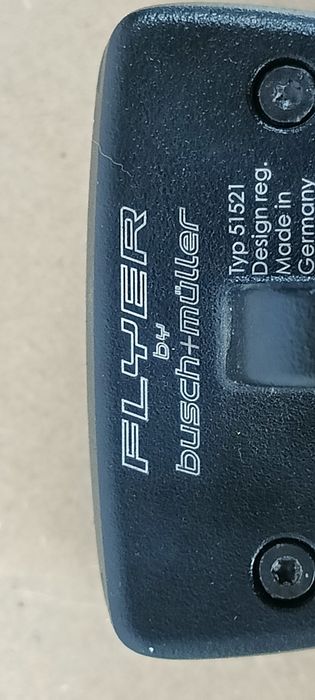 FLYER
by
busch+müller
Typ 51521
Design reg.
Made in
Germany